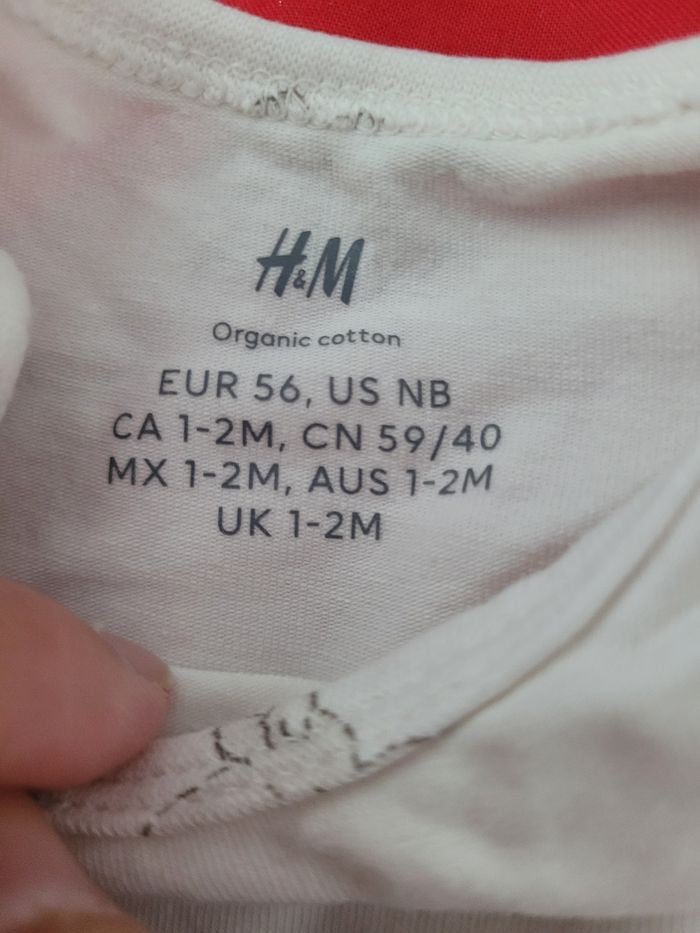 H&M
Organic cotton
EUR 56, US NB
CA 1-2M, CN 59/40
MX 1-2M, AUS 1-2M
UK 1-2M